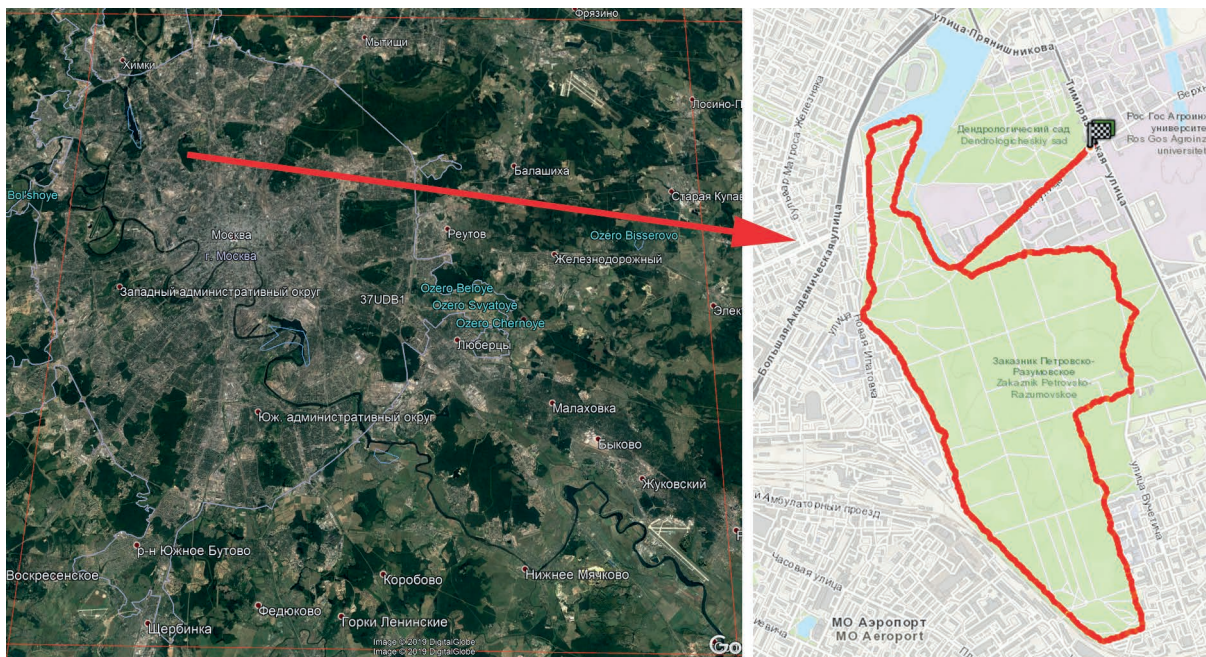 Фрязино
Мытищи
Химки
Лосино-П
Балашиха
Старая Купав
Bol'shoye
Реутов
Ozero Bisserovo
Москва
г. Москва
Железнодорожный
Западный административный округ
37UDB1
Ozero Beloye
Ozero Svyatoye
Ozero Chernoye
Элек
Люберцы
Малаховка
Юж. административный округ
Быково
Жуковский
р-н Южное Бутово
Воскресенское
Коробово
Нижнее Мячково
Федюково
Горки Ленинские
Щербинка
Image © 2019 DigitalGlobe
Image © 2019 DigitalGlobe
Go
улица Прянишникова
Бульвар Матроса Железняка
Тимирязевская улица
Верхн
Дендрологический сад
Dendrologicheskiy sad
Рос Гос Агроинж
университе
Ros Gos Agroinz
universitet
Большая Академическая улица
улица
Новая Ипатовка
Заказник Петровско-
Разумовское
Zakaznik Petrovsko-
Razumovskoe
улица Вучетича
й Амбулаторный проезд
Часовая улица
МО Аэропорт
MO Aeroport